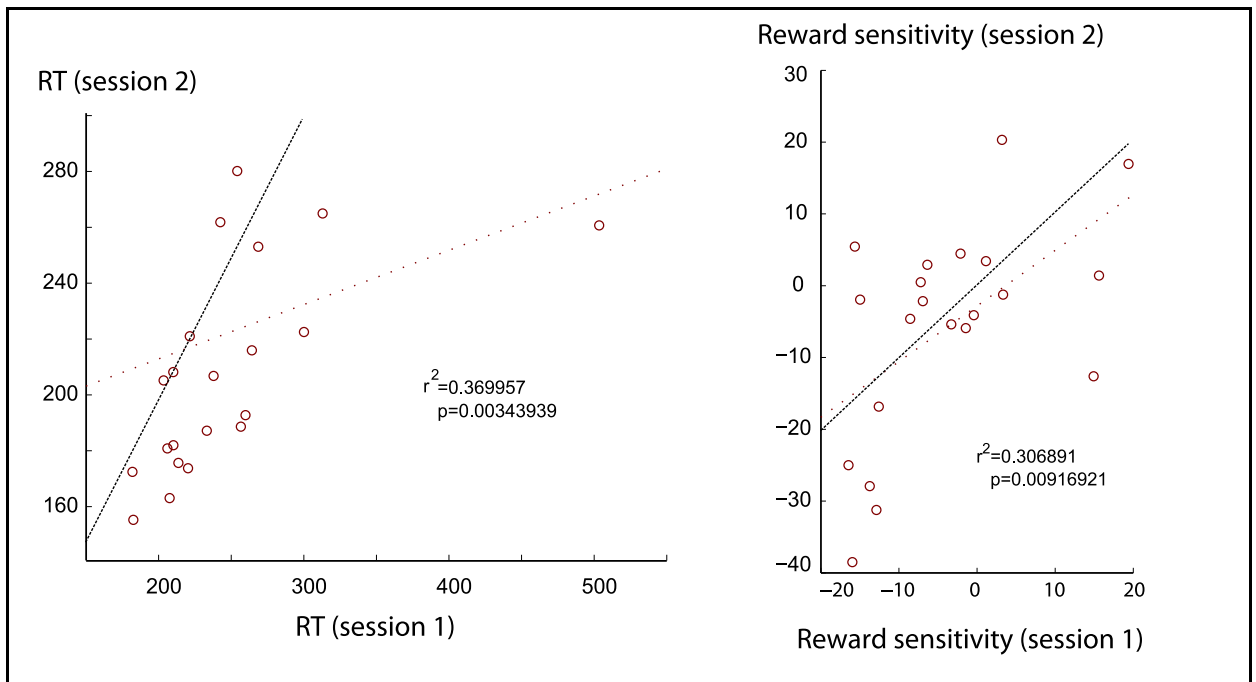 RT (session 2)
280
240
200
160
r2=0.369957
p=0.00343939
200 300 400 500
RT (session 1)
Reward sensitivity (session 2)
30
20
10
0
−10
−20
−30
−40
r2=0.306891
p=0.00916921
−20 −10 0 10 20
Reward sensitivity (session 1)